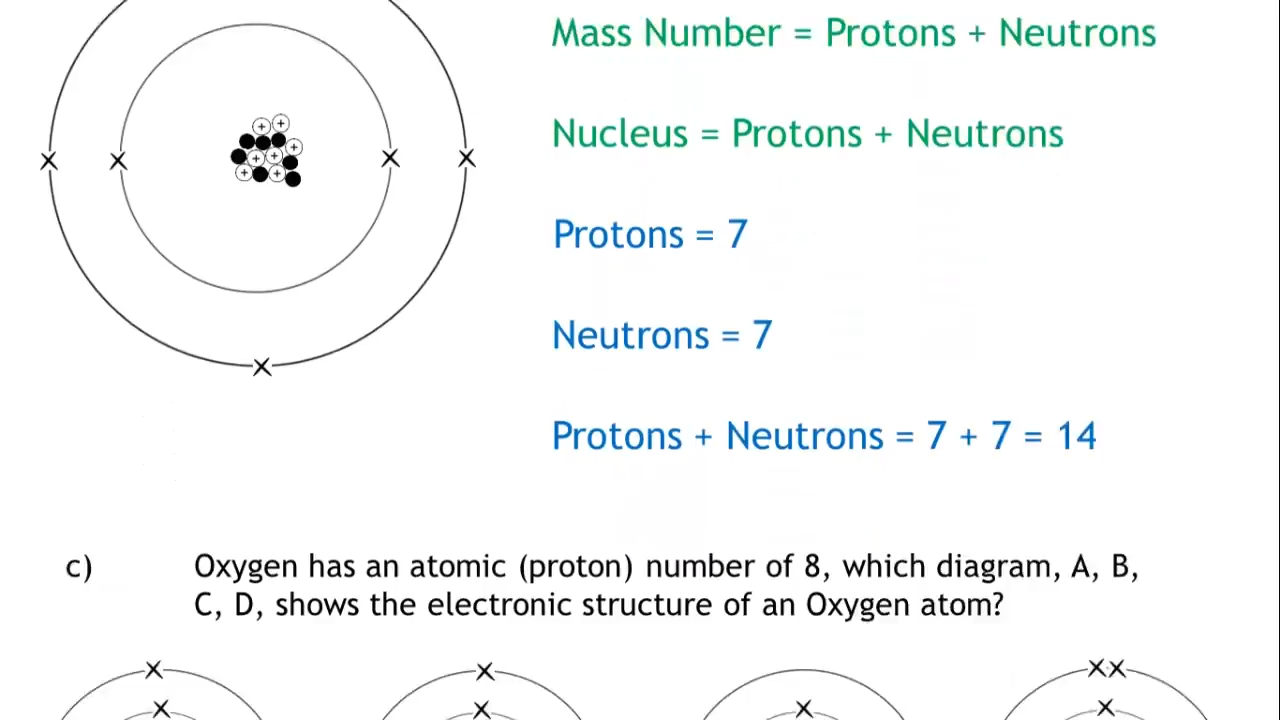 Mass Number = Protons + Neutrons
Nucleus = Protons + Neutrons
Protons = 7
Neutrons = 7
Protons + Neutrons = 7 + 7 = 14
c) Oxygen has an atomic (proton) number of 8, which diagram, A, B,
C, D, shows the electronic structure of an Oxygen atom?